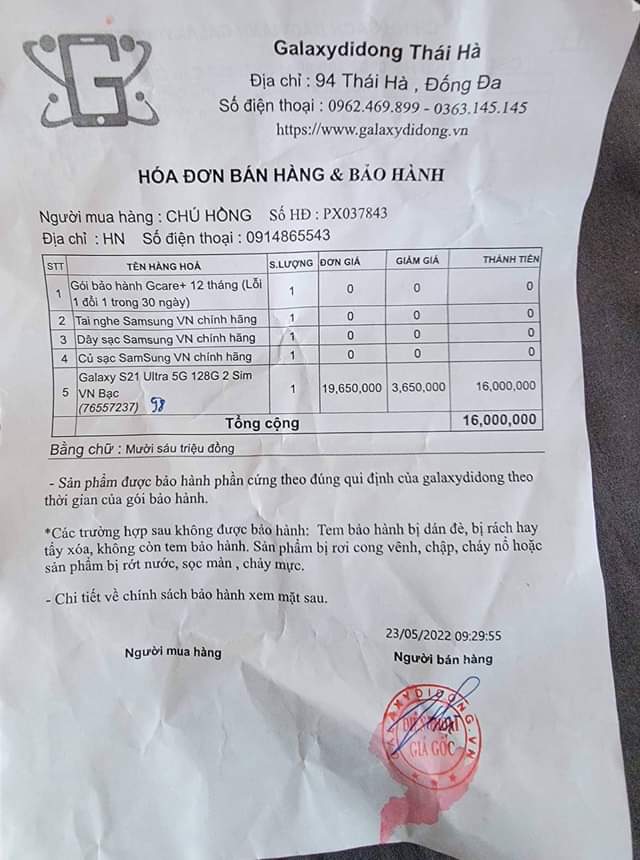 G
Galaxydidong Thái Hà
Địa chỉ : 94 Thái Hà , Đống Đa
Số điện thoại : 0962.469.899 - 0363.145.145
https://www.galaxydidong.vn
HÓA ĐƠN BÁN HÀNG & BẢO HÀNH
Người mua hàng : CHÚ HỒNG Số HĐ : PX037843
Địa chỉ : HN Số điện thoại : 0914865543
STT TÊN HÀNG HOÁ S.LƯỢNG ĐƠN GIÁ GIẢM GIÁ THÀNH TIỀN
1 Gói bảo hành Gcare+ 12 tháng (Lỗi 1 0 0 0
1 đổi 1 trong 30 ngày)
2 Tai nghe Samsung VN chính hãng 1 0 0 0
3 Dây sạc Samsung VN chính hãng 1 0 0 0
4 Củ sạc SamSung VN chính hãng 1 0 0 0
Galaxy S21 Ultra 5G 128G 2 Sim
5 VN Bạc 1 19,650,000 3,650,000 16,000,000
(76557237) 98
Tổng cộng 16,000,000
Bằng chữ : Mười sáu triệu đồng
- Sản phẩm được bảo hành phần cứng theo đúng qui định của galaxydidong theo
thời gian của gói bảo hành.
*Các trường hợp sau không được bảo hành: Tem bảo hành bị dán đè, bị rách hay
tẩy xóa, không còn tem bảo hành. Sản phẩm bị rơi cong vênh, chập, cháy nổ hoặc
sản phẩm bị rớt nước, sọc màn , chảy mực.
- Chi tiết về chính sách bảo hành xem mặt sau.
23/05/2022 09:29:55
Người mua hàng Người bán hàng
GALAXYDIDONG.VN
GIÁ GỐC